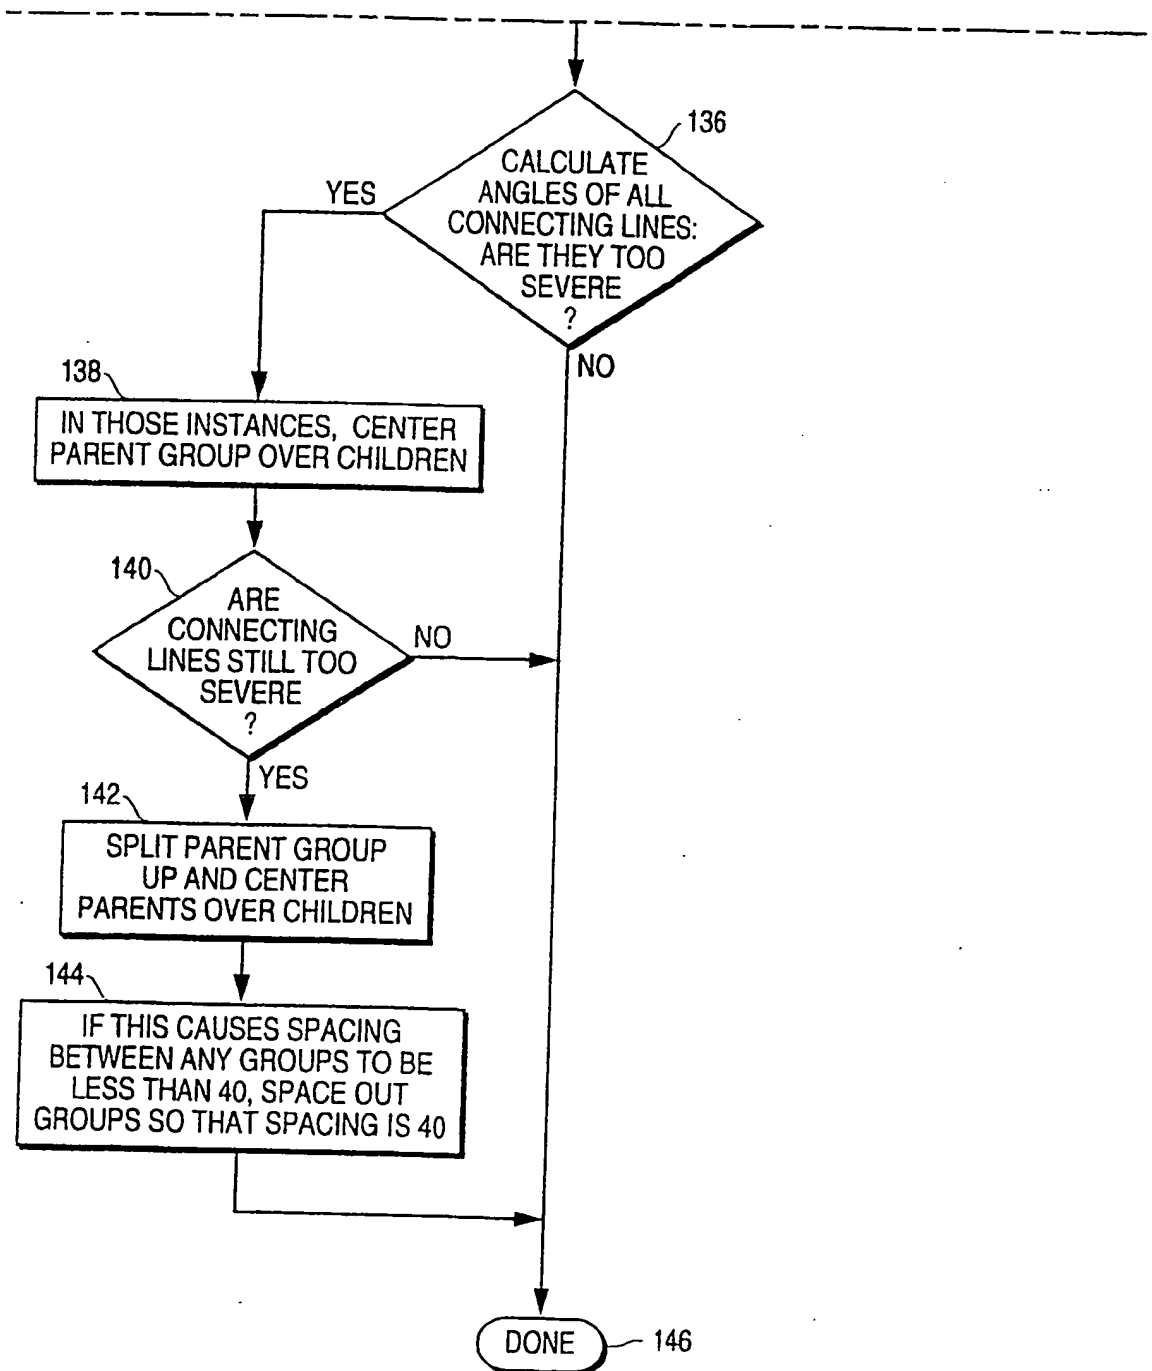 136
CALCULATE
ANGLES OF ALL
CONNECTING LINES:
ARE THEY TOO
SEVERE
?
YES
NO
138
IN THOSE INSTANCES, CENTER
PARENT GROUP OVER CHILDREN
140
ARE
CONNECTING
LINES STILL TOO
SEVERE
?
NO
YES
142
SPLIT PARENT GROUP
UP AND CENTER
PARENTS OVER CHILDREN
144
IF THIS CAUSES SPACING
BETWEEN ANY GROUPS TO BE
LESS THAN 40, SPACE OUT
GROUPS SO THAT SPACING IS 40
DONE
146